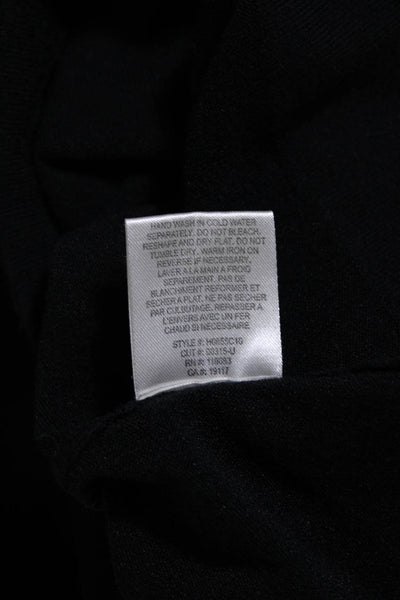 HAND WASH IN COLD WATER
SEPARATELY. DO NOT BLEACH.
RESHAPE AND DRY FLAT. DO NOT
TUMBLE DRY. WARM IRON ON
REVERSE IF NECESSARY.
LAVER A LA MAIN A FROID
SEPAREMENT. PAS DE
BLANCHIMENT REFORMER ET
SECHER A PLAT. NE PAS SECHER
PAR CULBUTAGE. REPASSER A
L'ENVERS AVEC UN FER
CHAUD SI NECESSAIRE.
STYLE #:
CUT #: 00315-U
RN #:
CA #: 19117